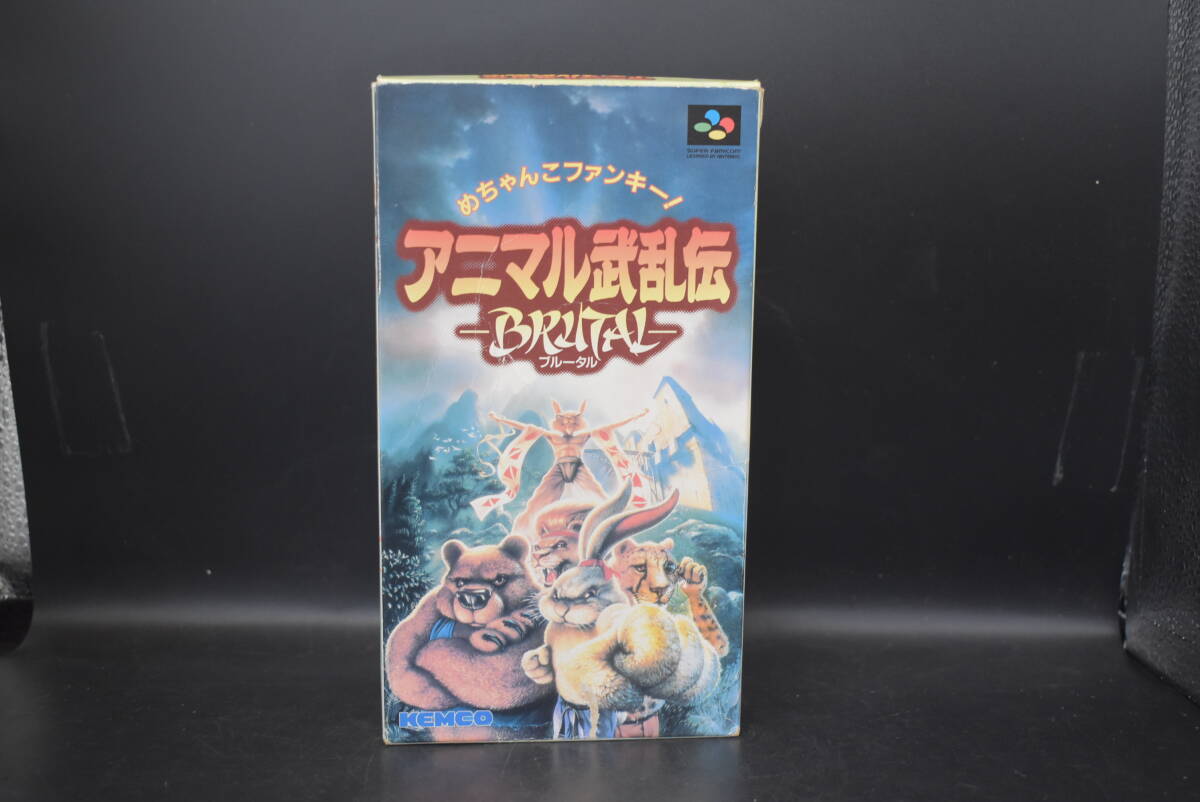 SUPER FAMICOM
LICENSED BY NINTENDO
めちゃんこファンキー!
アニマル武乱伝
BRUTAL
ブルータル
KEMCO